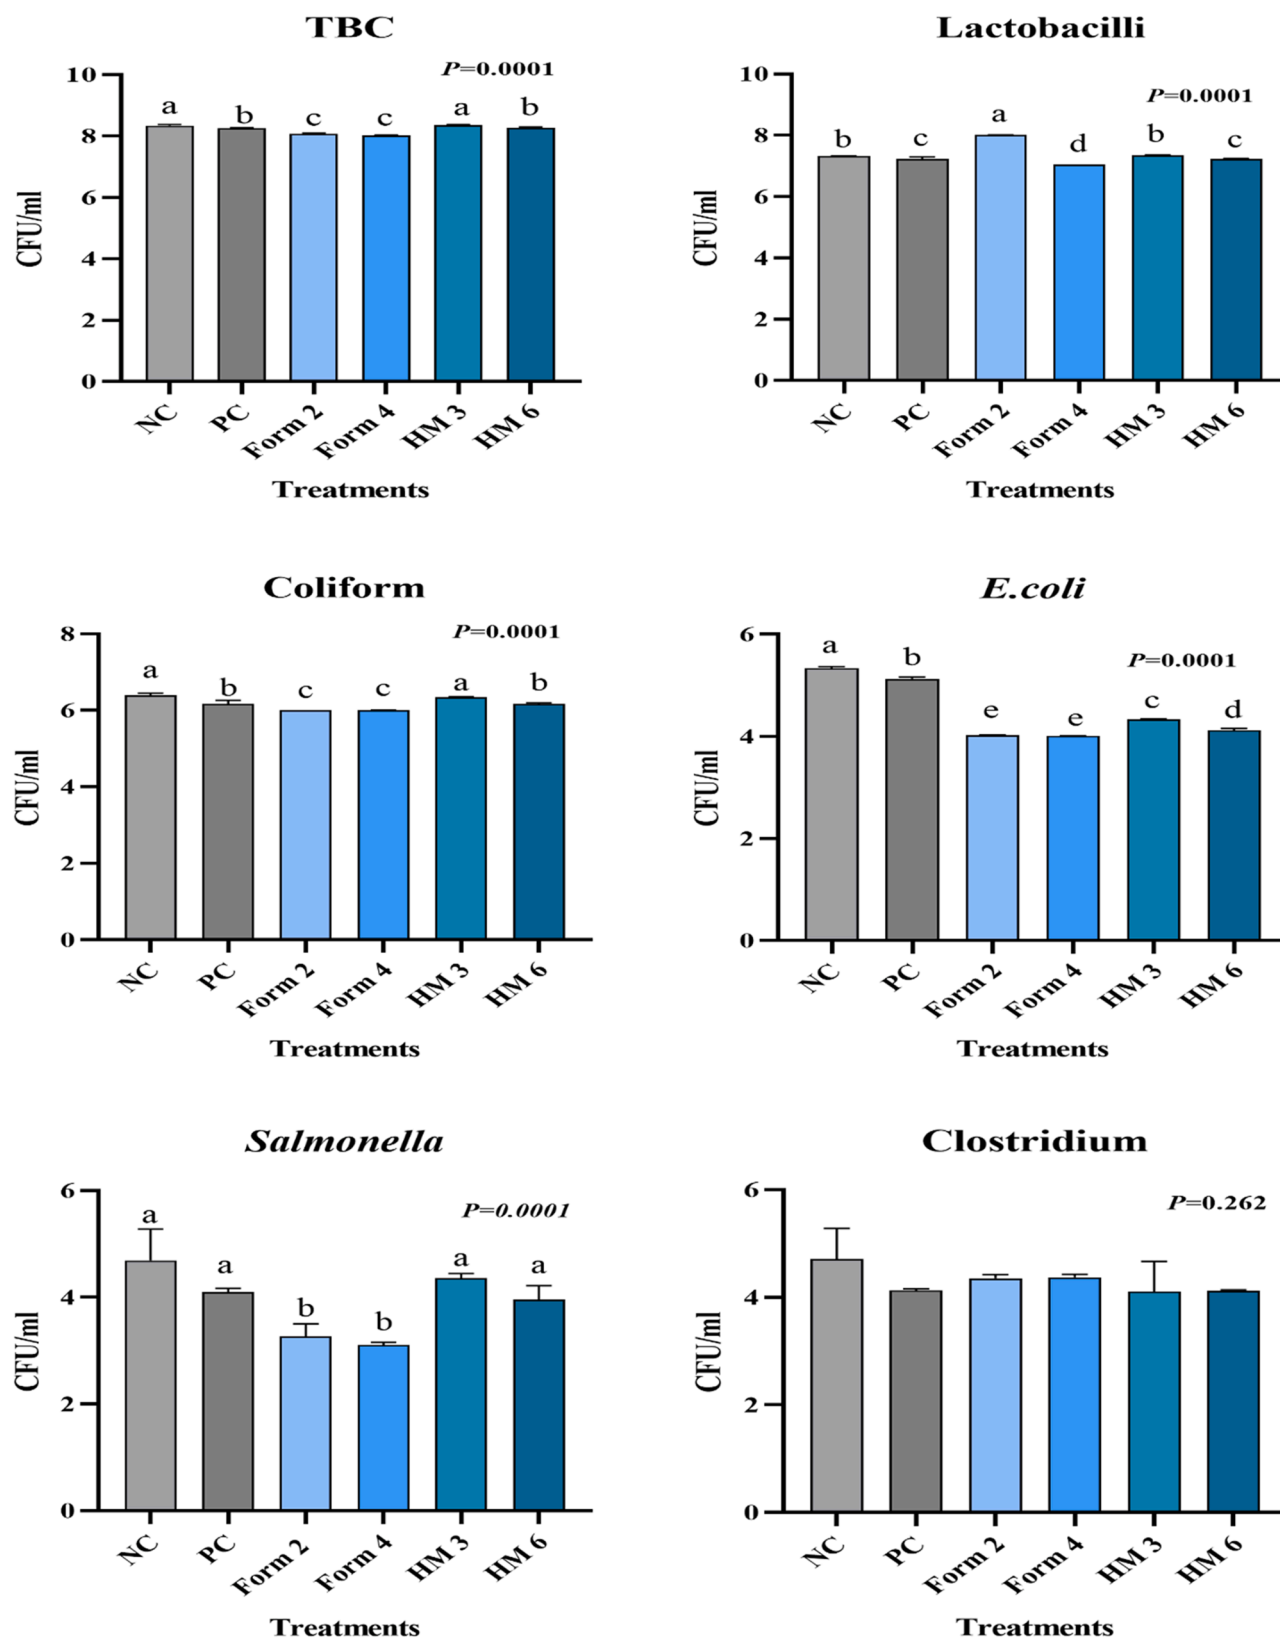 TBC
P=0.0001
10
8
6
4
2
0
CFU/ml
a b c c a b
NC PC Form 2 Form 4 HM 3 HM 6
Treatments
Lactobacilli
P=0.0001
10
8
6
4
2
0
CFU/ml
b c a d b c
NC PC Form 2 Form 4 HM 3 HM 6
Treatments
Coliform
P=0.0001
8
6
4
2
0
CFU/ml
a b c c a b
NC PC Form 2 Form 4 HM 3 HM 6
Treatments
E.coli
P=0.0001
6
4
2
0
CFU/ml
a b e e c d
NC PC Form 2 Form 4 HM 3 HM 6
Treatments
Salmonella
P=0.0001
6
4
2
0
CFU/ml
a a b b a a
NC PC Form 2 Form 4 HM 3 HM 6
Treatments
Clostridium
P=0.262
6
4
2
0
CFU/ml
NC PC Form 2 Form 4 HM 3 HM 6
Treatments